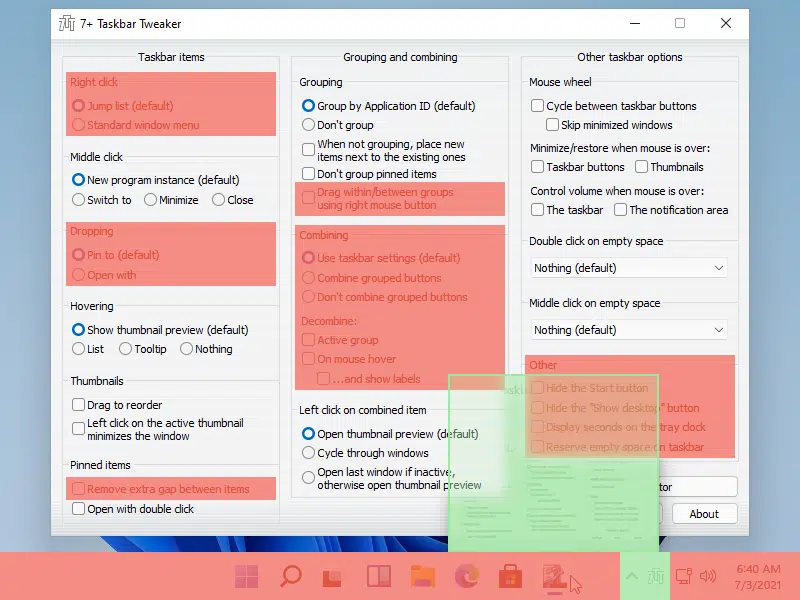 7+ Taskbar Tweaker
Taskbar items
Right click
Jump list (default)
Standard window menu
Middle click
New program instance (default)
Switch to Minimize Close
Dropping
Pin to (default)
Open with
Hovering
Show thumbnail preview (default)
List Tooltip Nothing
Thumbnails
Drag to reorder
Left click on the active thumbnail
minimizes the window
Pinned items
Remove extra gap between items
Open with double click
Grouping and combining
Grouping
Group by Application ID (default)
Don't group
When not grouping, place new
items next to the existing ones
Don't group pinned items
Drag within/between groups
using right mouse button
Combining
Use taskbar settings (default)
Combine grouped buttons
Don't combine grouped buttons
Decombine:
Active group
On mouse hover
...and show labels
Left click on combined item
Open thumbnail preview (default)
Cycle through windows
Open last window if inactive,
otherwise open thumbnail preview
Other taskbar options
Mouse wheel
Cycle between taskbar buttons
Skip minimized windows
Minimize/restore when mouse is over:
Taskbar buttons Thumbnails
Control volume when mouse is over:
The taskbar The notification area
Double click on empty space
Nothing (default)
Middle click on empty space
Nothing (default)
Other
Hide the Start button
Hide the "Show desktop" button
Display seconds on the tray clock
Reserve empty space on taskbar
tor
About
6:40 AM
7/3/2021